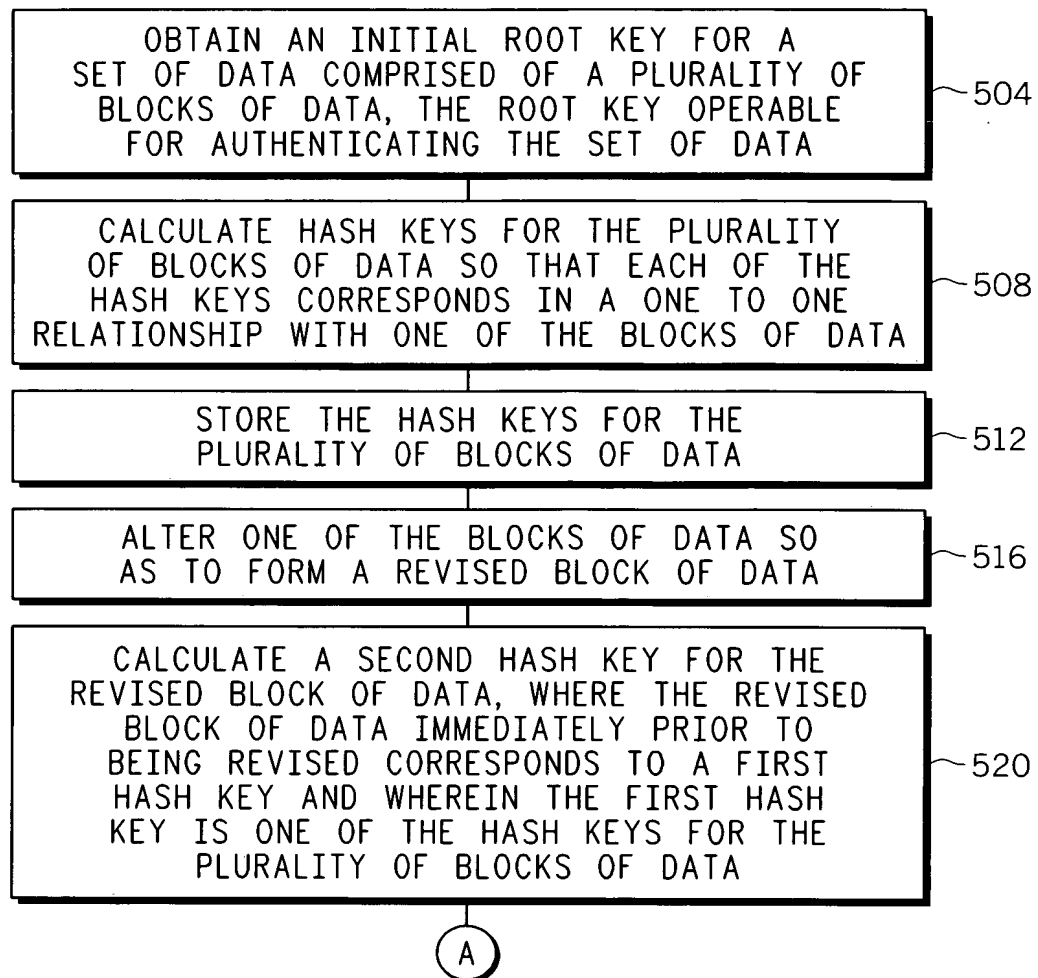 OBTAIN AN INITIAL ROOT KEY FOR A
SET OF DATA COMPRISED OF A PLURALITY OF
BLOCKS OF DATA, THE ROOT KEY OPERABLE
FOR AUTHENTICATING THE SET OF DATA
504
CALCULATE HASH KEYS FOR THE PLURALITY
OF BLOCKS OF DATA SO THAT EACH OF THE
HASH KEYS CORRESPONDS IN A ONE TO ONE
RELATIONSHIP WITH ONE OF THE BLOCKS OF DATA
508
STORE THE HASH KEYS FOR THE
PLURALITY OF BLOCKS OF DATA
512
ALTER ONE OF THE BLOCKS OF DATA SO
AS TO FORM A REVISED BLOCK OF DATA
516
CALCULATE A SECOND HASH KEY FOR THE
REVISED BLOCK OF DATA, WHERE THE REVISED
BLOCK OF DATA IMMEDIATELY PRIOR TO
BEING REVISED CORRESPONDS TO A FIRST
HASH KEY AND WHEREIN THE FIRST HASH
KEY IS ONE OF THE HASH KEYS FOR THE
PLURALITY OF BLOCKS OF DATA
520
A